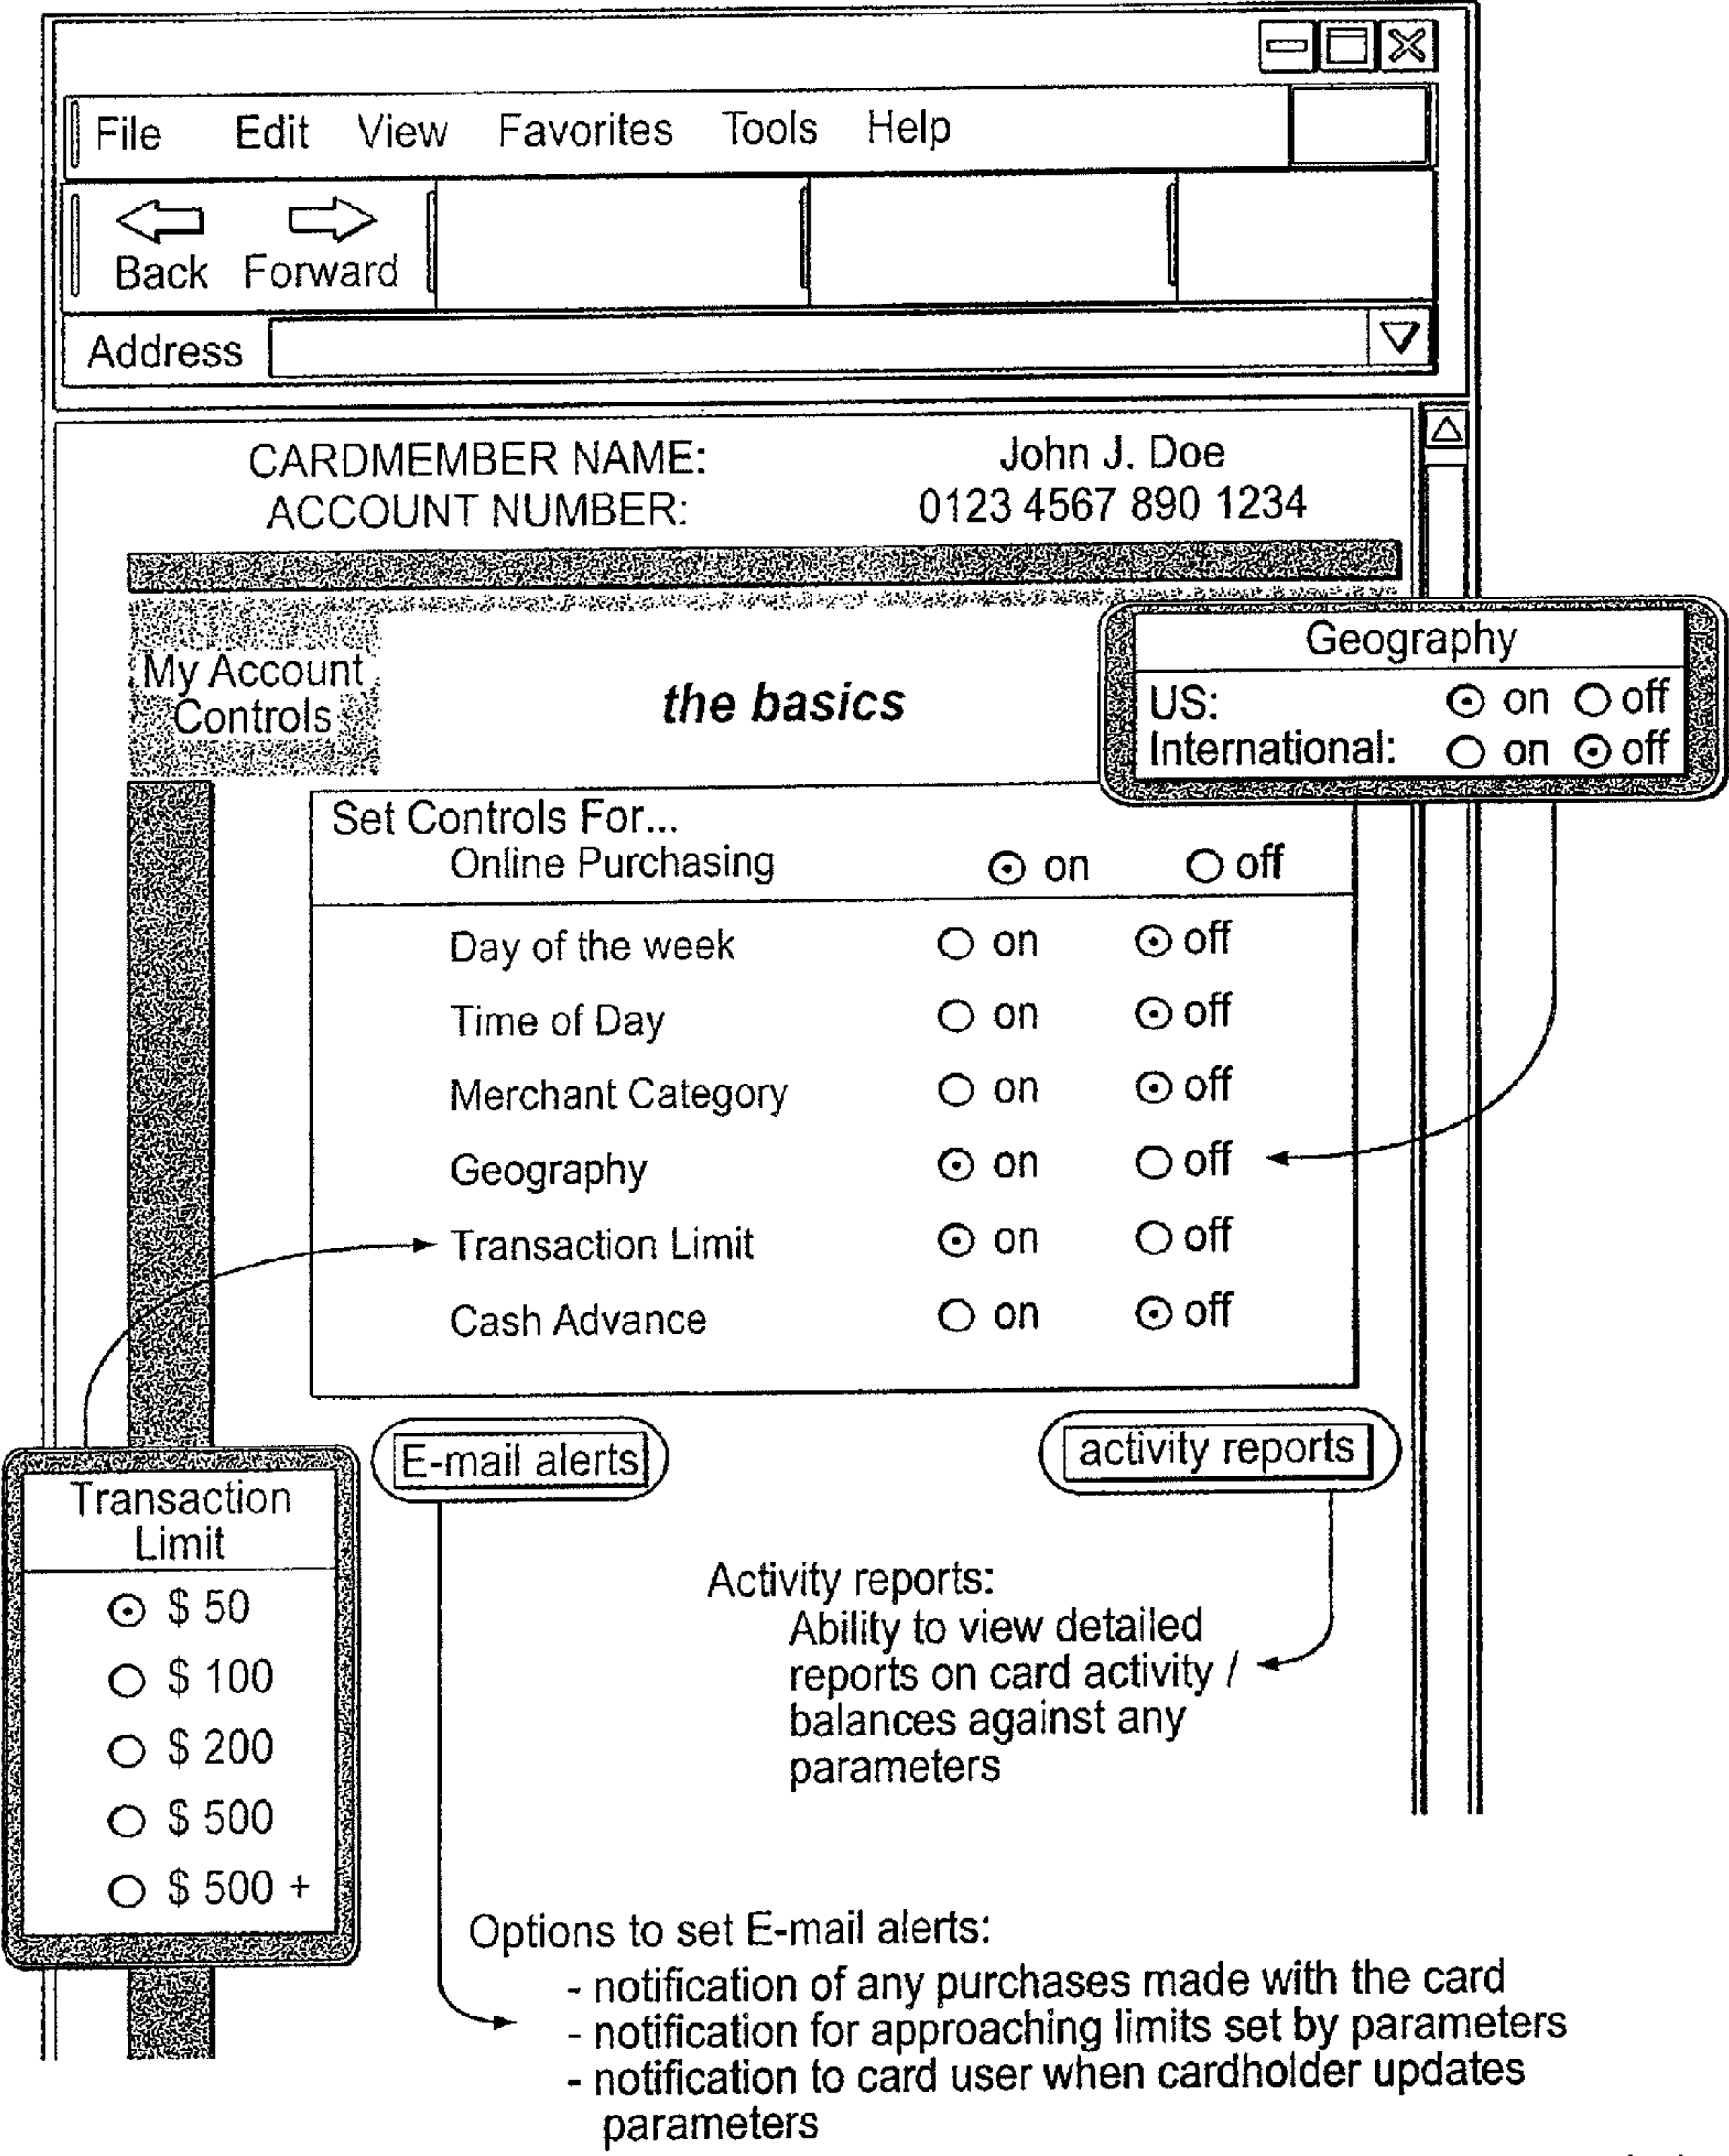 File Edit View Favorites Tools Help
Back Forward
Address
CARDMEMBER NAME: John J. Doe
ACCOUNT NUMBER: 0123 4567 890 1234
My Account
Controls
the basics
Geography
US: on off
International: on off
Set Controls For...
Online Purchasing on off
Day of the week on off
Time of Day on off
Merchant Category on off
Geography on off
Transaction Limit on off
Cash Advance on off
E-mail alerts
activity reports
Transaction
Limit
$ 50
$ 100
$ 200
$ 500
$ 500 +
Activity reports:
Ability to view detailed
reports on card activity /
balances against any
parameters
Options to set E-mail alerts:
- notification of any purchases made with the card
- notification for approaching limits set by parameters
- notification to card user when cardholder updates
parameters